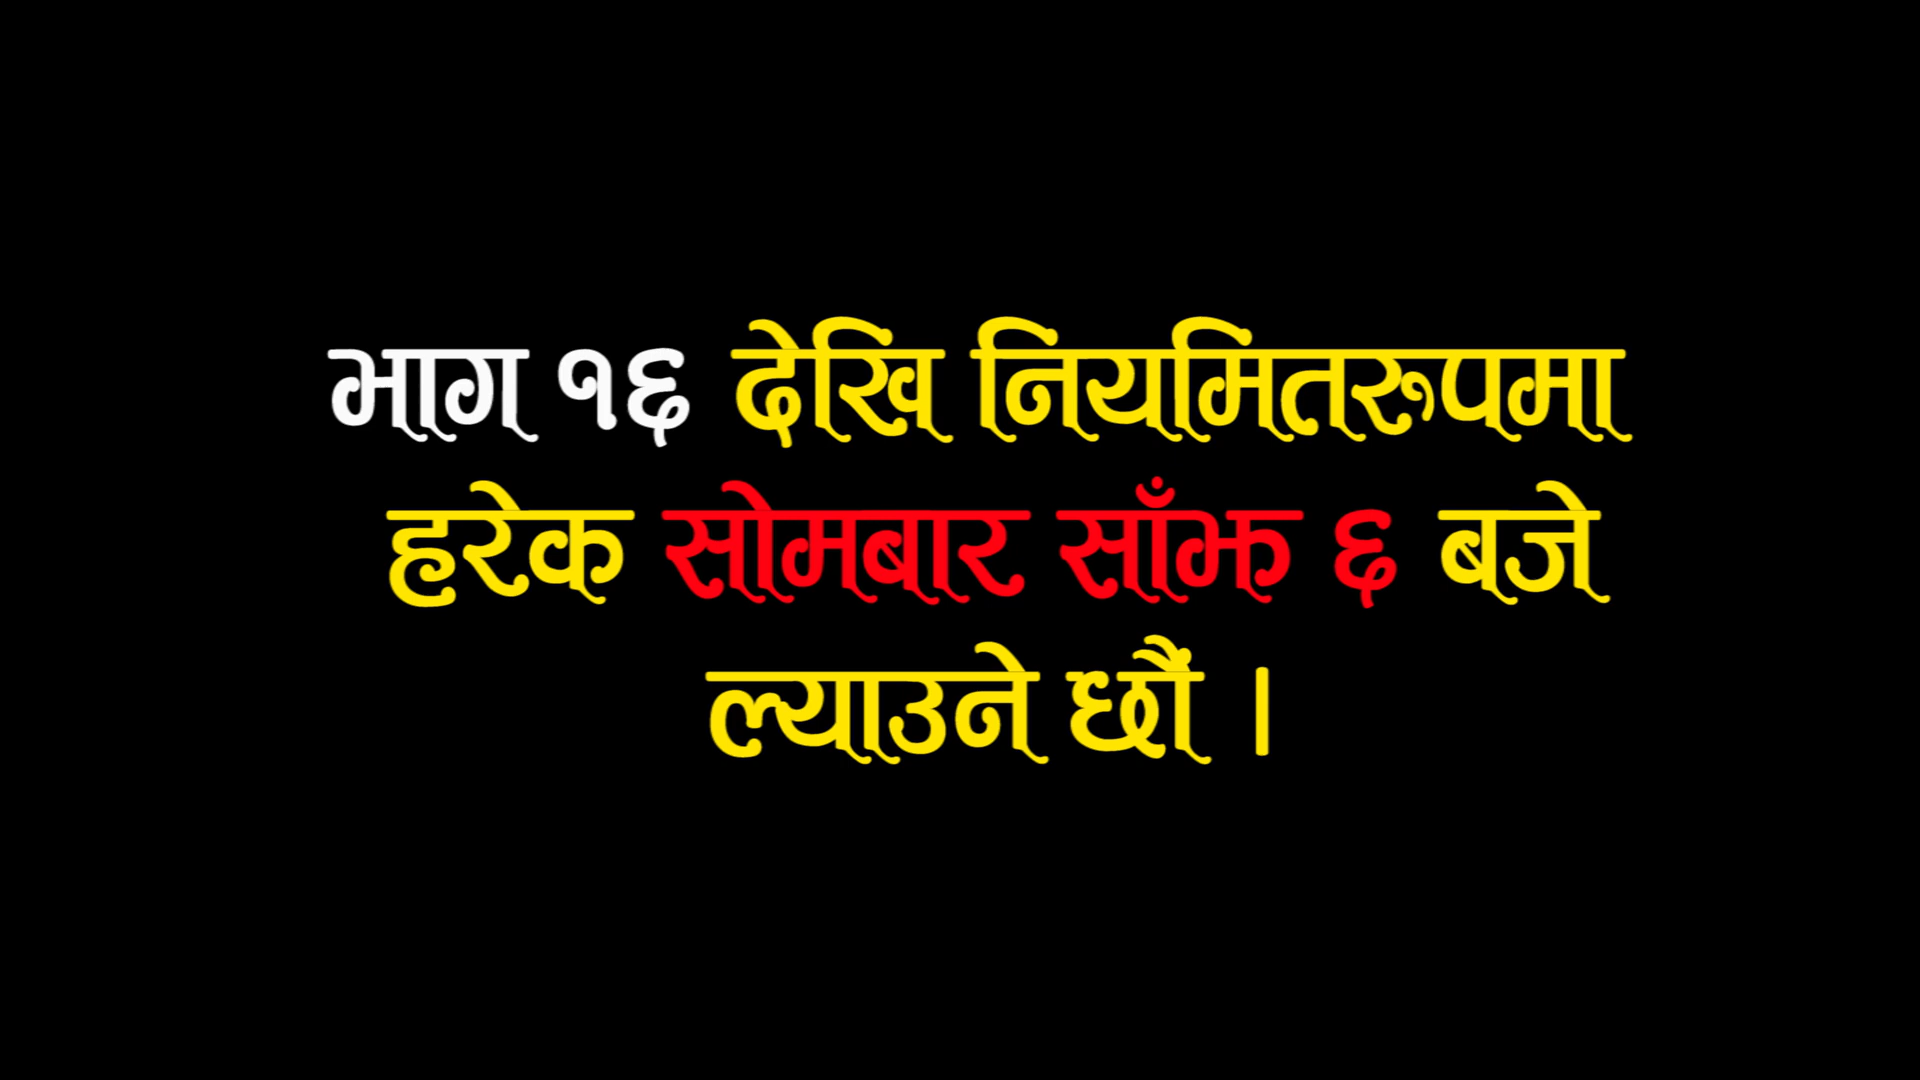 भाग १६ देखि नियमितरुपमा
हरेक सोमबार साँझ ६ बजे
ल्याउने छौं ।